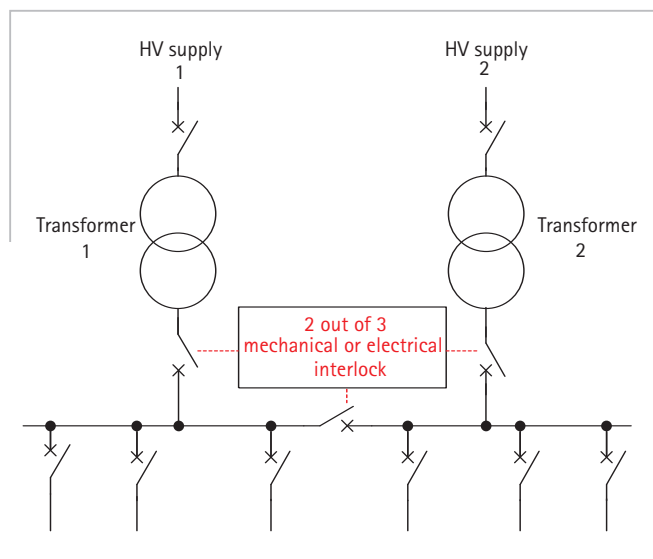 HV supply
1
HV supply
2
Transformer
1
Transformer
2
2 out of 3
mechanical or electrical
interlock